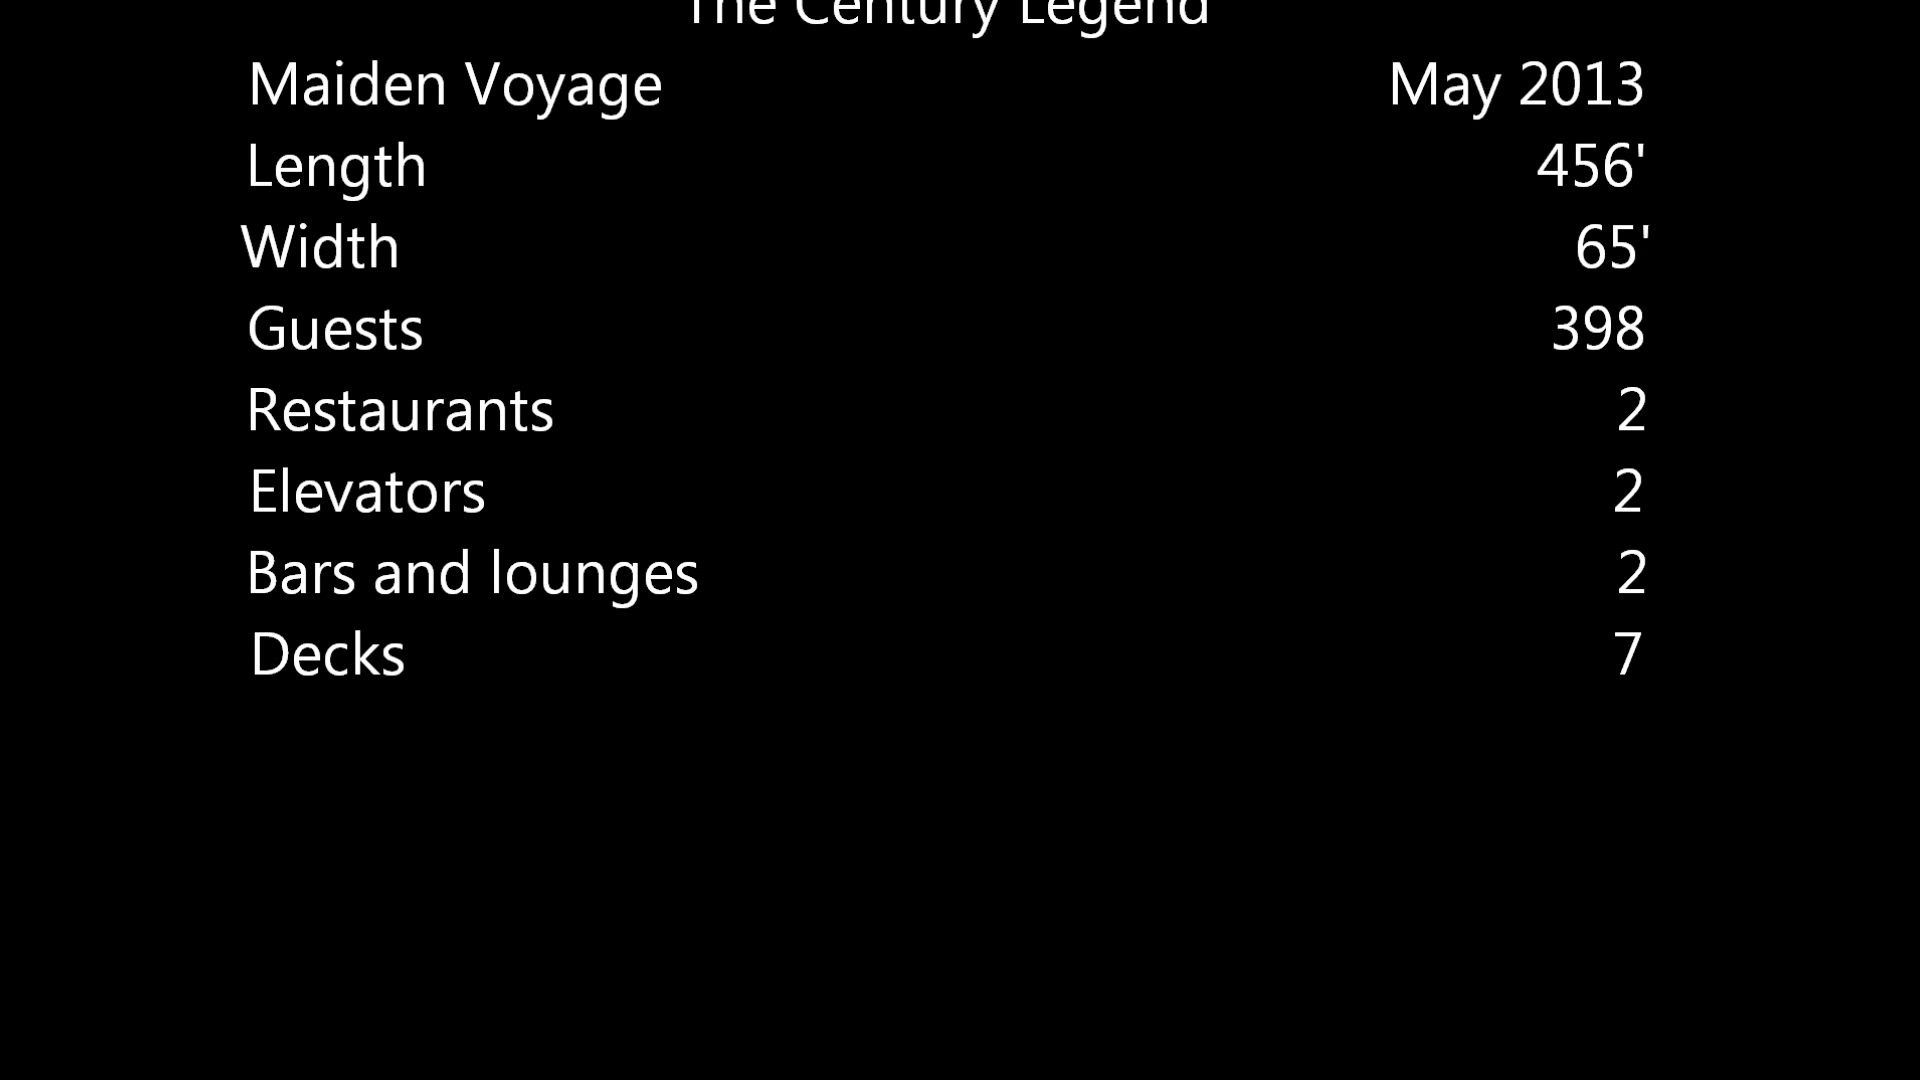 The Century Legend
Maiden Voyage May 2013
Length 456'
Width 65'
Guests 398
Restaurants 2
Elevators 2
Bars and lounges 2
Decks 7